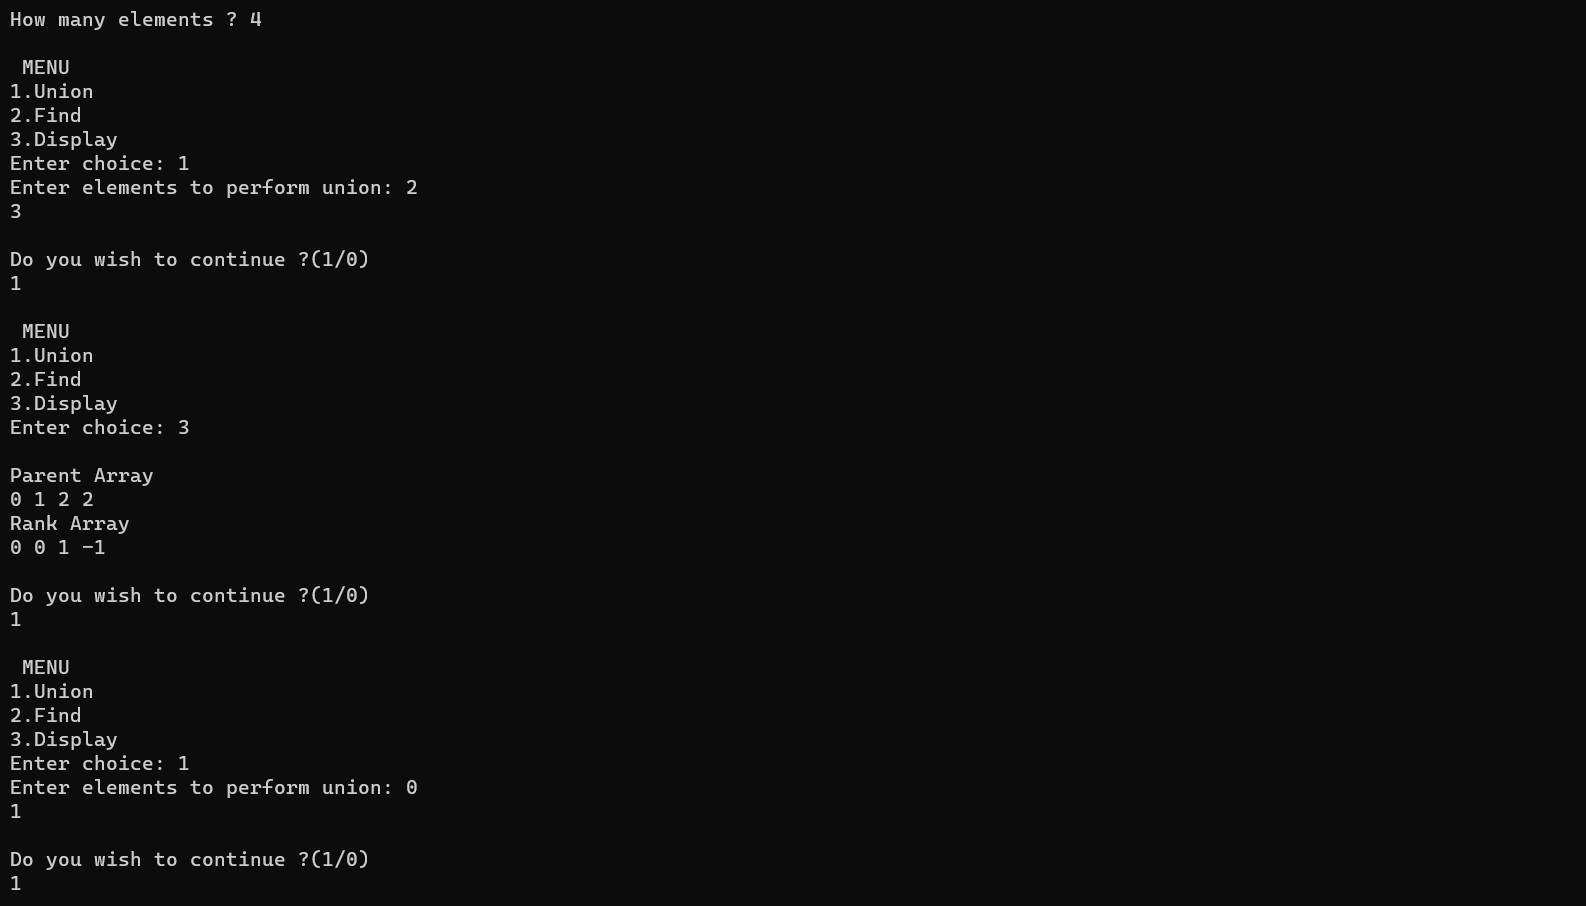 How many elements ? 4
MENU
1.Union
2.Find
3.Display
Enter choice: 1
Enter elements to perform union: 2
3
Do you wish to continue ?(1/0)
1
MENU
1.Union
2.Find
3.Display
Enter choice: 3
Parent Array
0 1 2 2
Rank Array
0 0 1 -1
Do you wish to continue ?(1/0)
1
MENU
1.Union
2.Find
3.Display
Enter choice: 1
Enter elements to perform union: 0
1
Do you wish to continue ?(1/0)
1